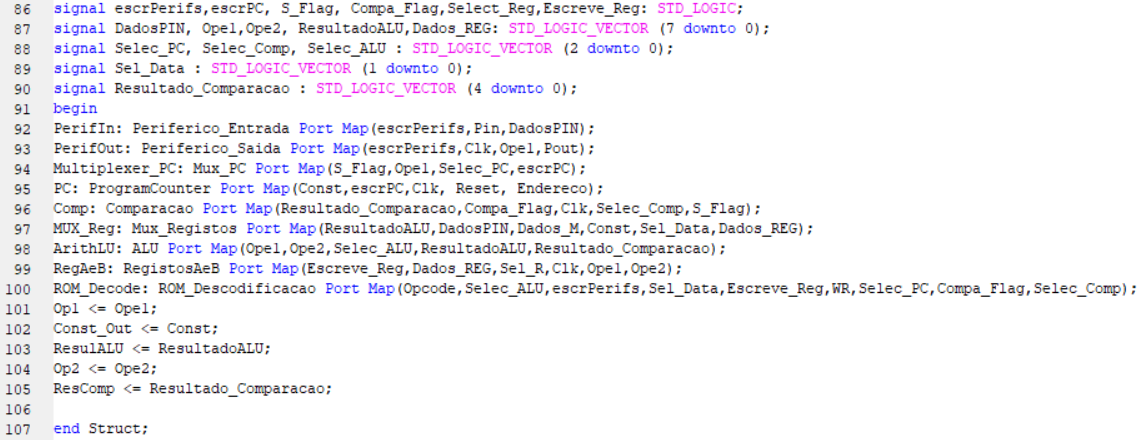 86 signal escrPerifs,escrPC, S_Flag, Compa_Flag,Select_Reg,Escreve_Reg: STD_LOGIC;
87 signal DadosPIN, Ope1,Ope2, ResultadoALU,Dados_REG: STD_LOGIC_VECTOR (7 downto 0);
88 signal Selec_PC, Selec_Comp, Selec_ALU : STD_LOGIC_VECTOR (2 downto 0);
89 signal Sel_Data : STD_LOGIC_VECTOR (1 downto 0);
90 signal Resultado_Comparacao : STD_LOGIC_VECTOR (4 downto 0);
91 begin
92 PerifIn: Periferico_Entrada Port Map(escrPerifs,Pin,DadosPIN);
93 PerifOut: Periferico_Saida Port Map(escrPerifs,Clk,Ope1,Pout);
94 Multiplexer_PC: Mux_PC Port Map(S_Flag,Ope1,Selec_PC,escrPC);
95 PC: ProgramCounter Port Map(Const,escrPC,Clk, Reset, Endereco);
96 Comp: Comparacao Port Map(Resultado_Comparacao,Compa_Flag,Clk,Selec_Comp,S_Flag);
97 MUX_Reg: Mux_Registos Port Map(ResultadoALU,DadosPIN,Dados_M,Const,Sel_Data,Dados_REG);
98 ArithLU: ALU Port Map(Ope1,Ope2,Selec_ALU,ResultadoALU,Resultado_Comparacao);
99 RegAeB: RegistosAeB Port Map(Escreve_Reg,Dados_REG,Sel_R,Clk,Ope1,Ope2);
100 ROM_Decode: ROM_Descodificacao Port Map(Opcode,Selec_ALU,escrPerifs,Sel_Data,Escreve_Reg,WR,Selec_PC,Compa_Flag,Selec_Comp);
101 Op1 <= Ope1;
102 Const_Out <= Const;
103 ResulALU <= ResultadoALU;
104 Op2 <= Ope2;
105 ResComp <= Resultado_Comparacao;
106
107 end Struct;